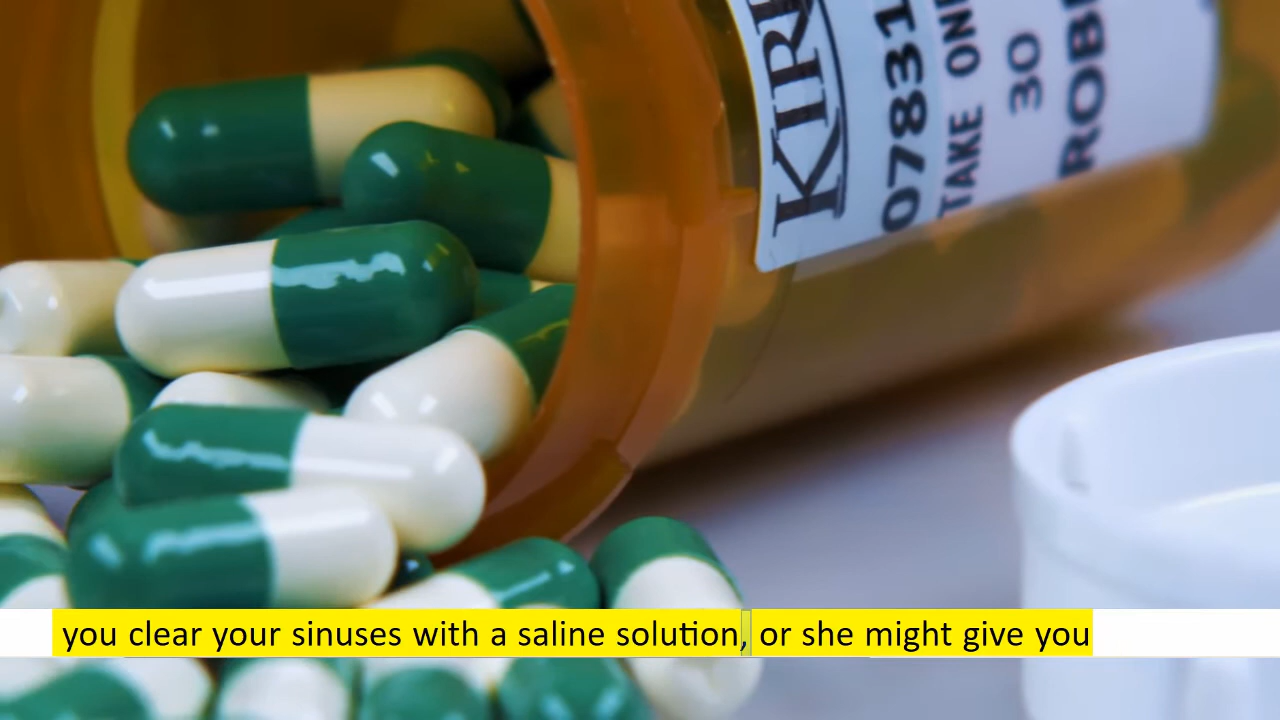 KIR
07831
TAKE ONE
30
ROB
you clear your sinuses with a saline solution, or she might give you